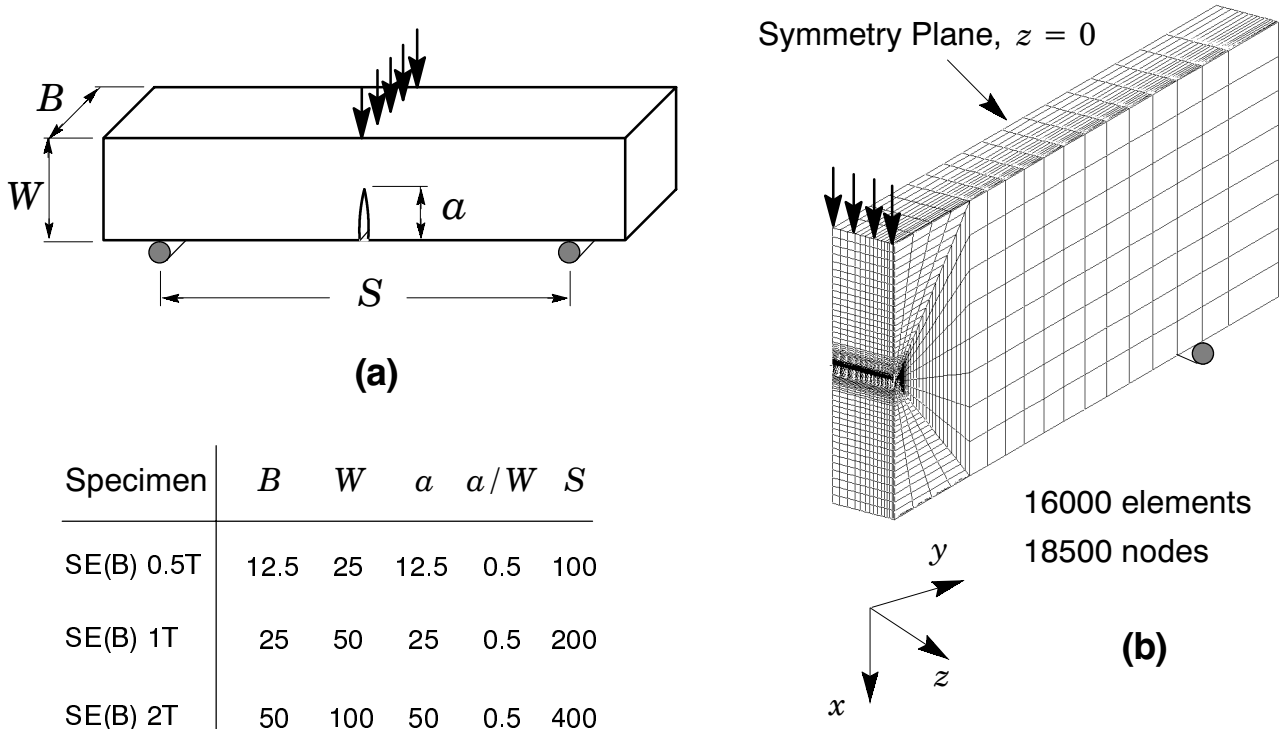 B
W
a
S
(a)
Specimen B W a a/W S
SE(B) 0.5T 12.5 25 12.5 0.5 100
SE(B) 1T 25 50 25 0.5 200
SE(B) 2T 50 100 50 0.5 400
Symmetry Plane, z = 0
16000 elements
18500 nodes
y
z
x
(b)